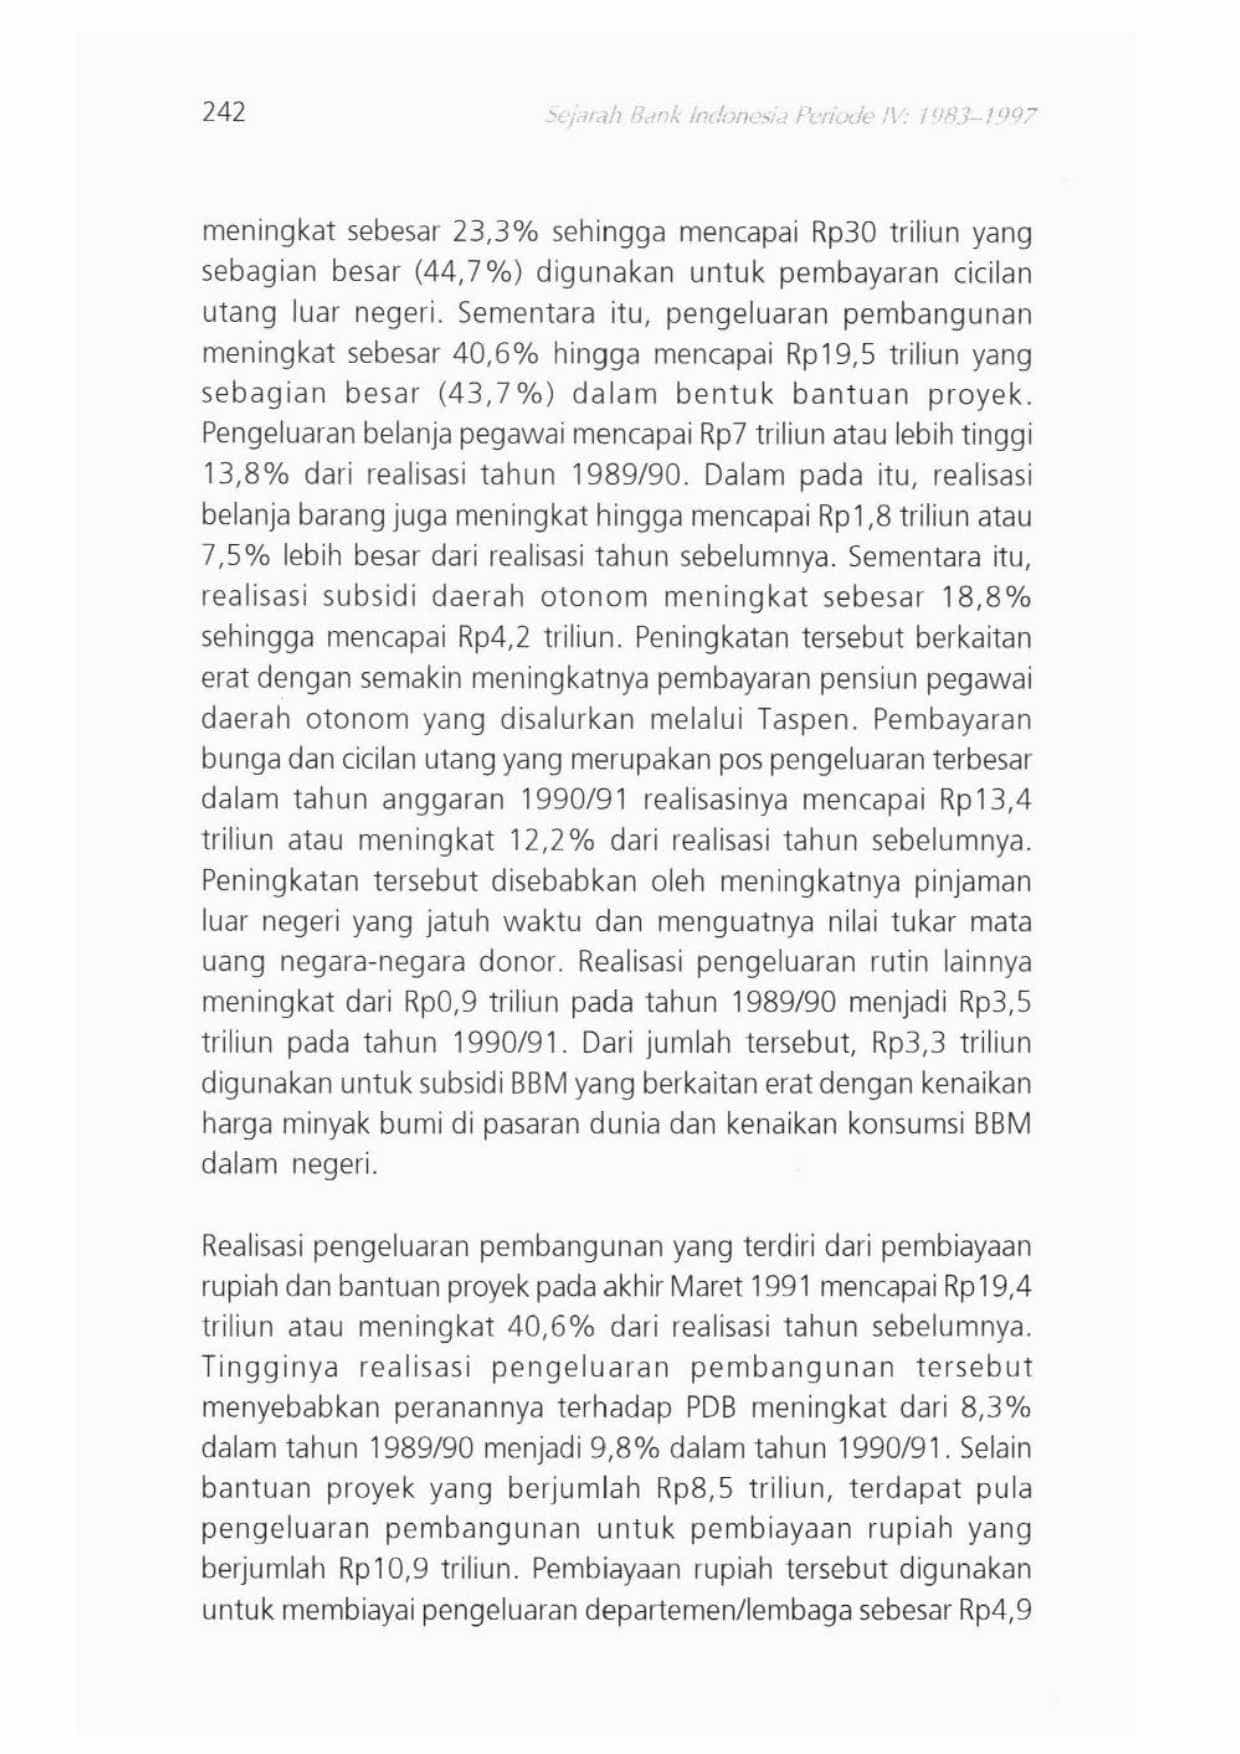 242
Sejarah Bank Indonesia Periode IV: 1983–1997
meningkat sebesar 23,3% sehingga mencapai Rp30 triliun yang
sebagian besar (44,7%) digunakan untuk pembayaran cicilan
utang luar negeri. Sementara itu, pengeluaran pembangunan
meningkat sebesar 40,6% hingga mencapai Rp19,5 triliun yang
sebagian besar (43,7%) dalam bentuk bantuan proyek.
Pengeluaran belanja pegawai mencapai Rp7 triliun atau lebih tinggi
13,8% dari realisasi tahun 1989/90. Dalam pada itu, realisasi
belanja barang juga meningkat hingga mencapai Rp1,8 triliun atau
7,5% lebih besar dari realisasi tahun sebelumnya. Sementara itu,
realisasi subsidi daerah otonom meningkat sebesar 18,8%
sehingga mencapai Rp4,2 triliun. Peningkatan tersebut berkaitan
erat dengan semakin meningkatnya pembayaran pensiun pegawai
daerah otonom yang disalurkan melalui Taspen. Pembayaran
bunga dan cicilan utang yang merupakan pos pengeluaran terbesar
dalam tahun anggaran 1990/91 realisasinya mencapai Rp13,4
triliun atau meningkat 12,2% dari realisasi tahun sebelumnya.
Peningkatan tersebut disebabkan oleh meningkatnya pinjaman
luar negeri yang jatuh waktu dan menguatnya nilai tukar mata
uang negara-negara donor. Realisasi pengeluaran rutin lainnya
meningkat dari Rp0,9 triliun pada tahun 1989/90 menjadi Rp3,5
triliun pada tahun 1990/91. Dari jumlah tersebut, Rp3,3 triliun
digunakan untuk subsidi BBM yang berkaitan erat dengan kenaikan
harga minyak bumi di pasaran dunia dan kenaikan konsumsi BBM
dalam negeri.
Realisasi pengeluaran pembangunan yang terdiri dari pembiayaan
rupiah dan bantuan proyek pada akhir Maret 1991 mencapai Rp19,4
triliun atau meningkat 40,6% dari realisasi tahun sebelumnya.
Tingginya realisasi pengeluaran pembangunan tersebut
menyebabkan peranannya terhadap PDB meningkat dari 8,3%
dalam tahun 1989/90 menjadi 9,8% dalam tahun 1990/91. Selain
bantuan proyek yang berjumlah Rp8,5 triliun, terdapat pula
pengeluaran pembangunan untuk pembiayaan rupiah yang
berjumlah Rp10,9 triliun. Pembiayaan rupiah tersebut digunakan
untuk membiayai pengeluaran departemen/lembaga sebesar Rp4,9